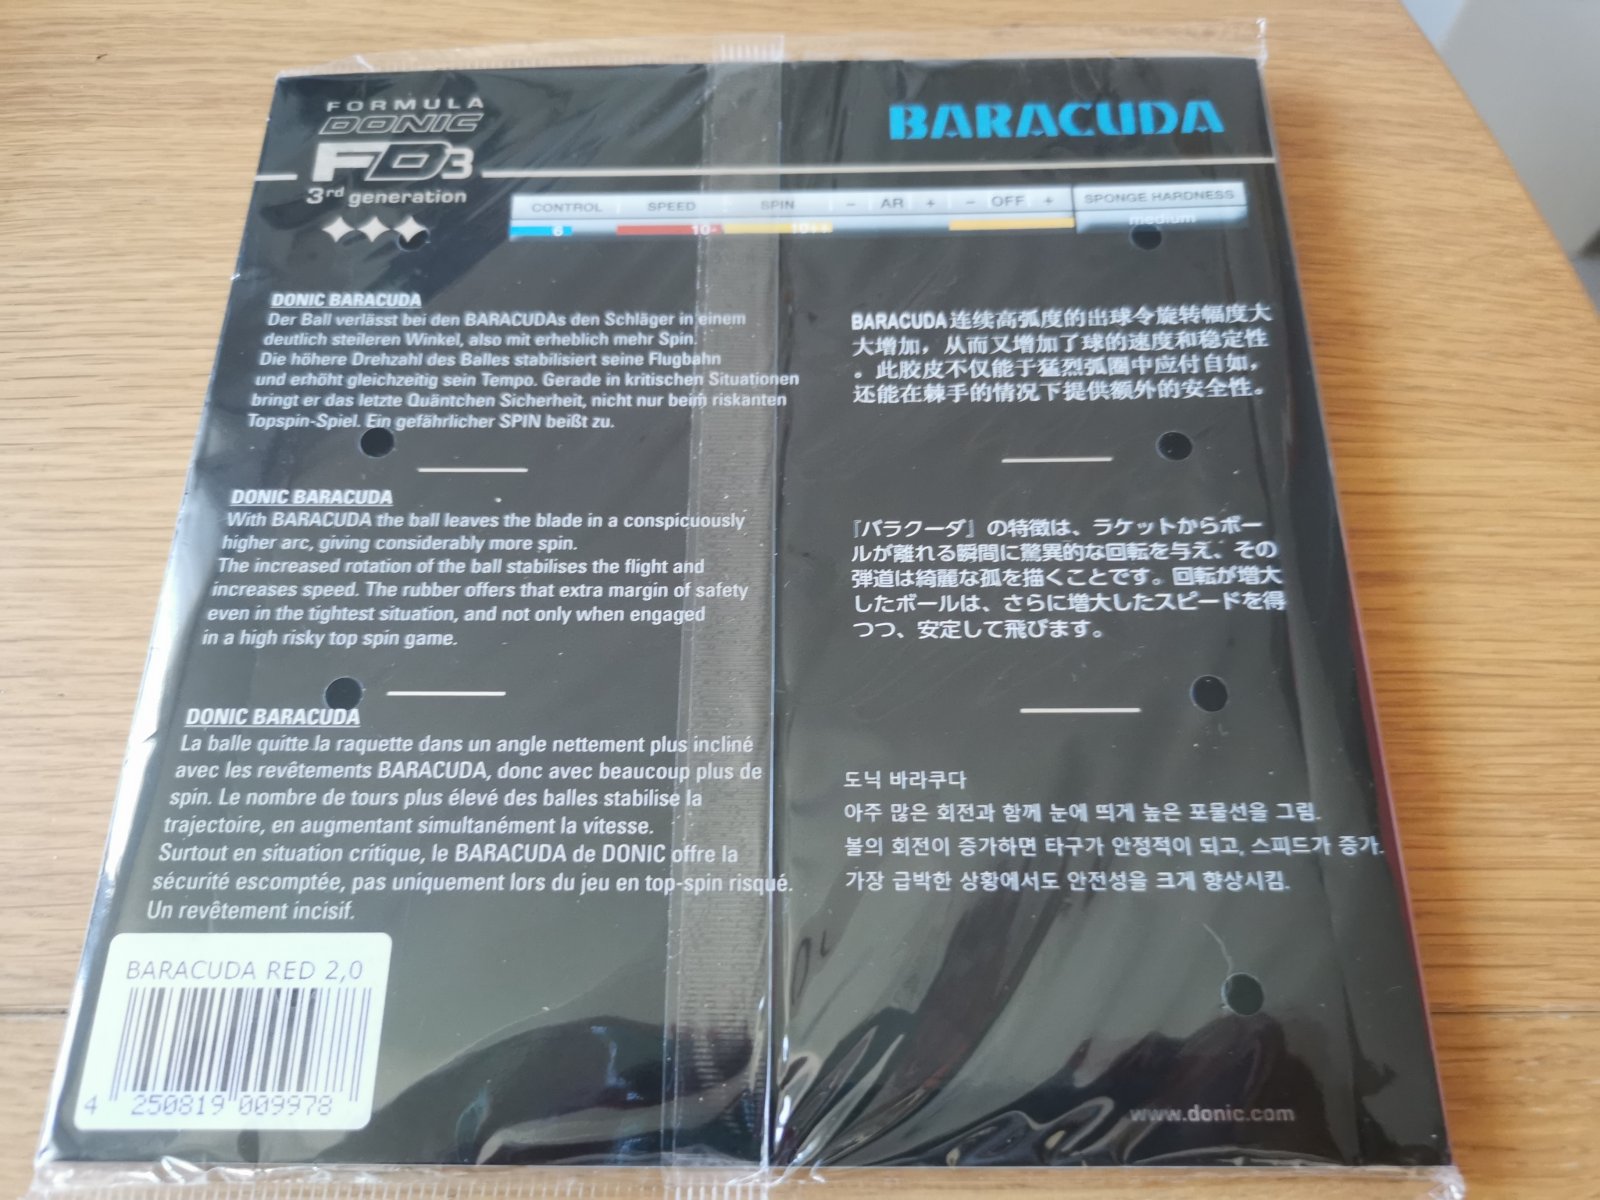 FORMULA
DONIC
FD3
3rd generation
BARACUDA
CONTROL SPEED SPIN - AR + - OFF + SPONGE HARDNESS
6 10- 10++ medium
DONIC BARACUDA
Der Ball verlässt bei den BARACUDAs den Schläger in einem
deutlich steileren Winkel, also mit erheblich mehr Spin.
Die höhere Drehzahl des Balles stabilisiert seine Flugbahn
und erhöht gleichzeitig sein Tempo. Gerade in kritischen Situationen
bringt er das letzte Quäntchen Sicherheit, nicht nur beim riskanten
Topspin-Spiel. Ein gefährlicher SPIN beißt zu.
DONIC BARACUDA
With BARACUDA the ball leaves the blade in a conspicuously
higher arc, giving considerably more spin.
The increased rotation of the ball stabilises the flight and
increases speed. The rubber offers that extra margin of safety
even in the tightest situation, and not only when engaged
in a high risky top spin game.
DONIC BARACUDA
La balle quitte la raquette dans un angle nettement plus incliné
avec les revêtements BARACUDA, donc avec beaucoup plus de
spin. Le nombre de tours plus élevé des balles stabilise la
trajectoire, en augmentant simultanément la vitesse.
Surtout en situation critique, le BARACUDA de DONIC offre la
sécurité escomptée, pas uniquement lors du jeu en top-spin risqué.
Un revêtement incisif.
BARACUDA RED 2,0
4 250819 009978
BARACUDA连续高弧度的出球令旋转幅度大
大增加，从而又增加了球的速度和稳定性
。此胶皮不仅能于猛烈弧圈中应付自如，
还能在棘手的情况下提供额外的安全性。
『バラクーダ』の特徴は、ラケットからボー
ルが離れる瞬間に驚異的な回転を与え、その
弾道は綺麗な孤を描くことです。回転が増大
したボールは、さらに増大したスピードを得
つつ、安定して飛びます。
도닉 바라쿠다
아주 많은 회전과 함께 눈에 띄게 높은 포물선을 그림.
볼의 회전이 증가하면 타구가 안정적이 되고, 스피드가 증가.
가장 급박한 상황에서도 안전성을 크게 향상시킴.
www.donic.com